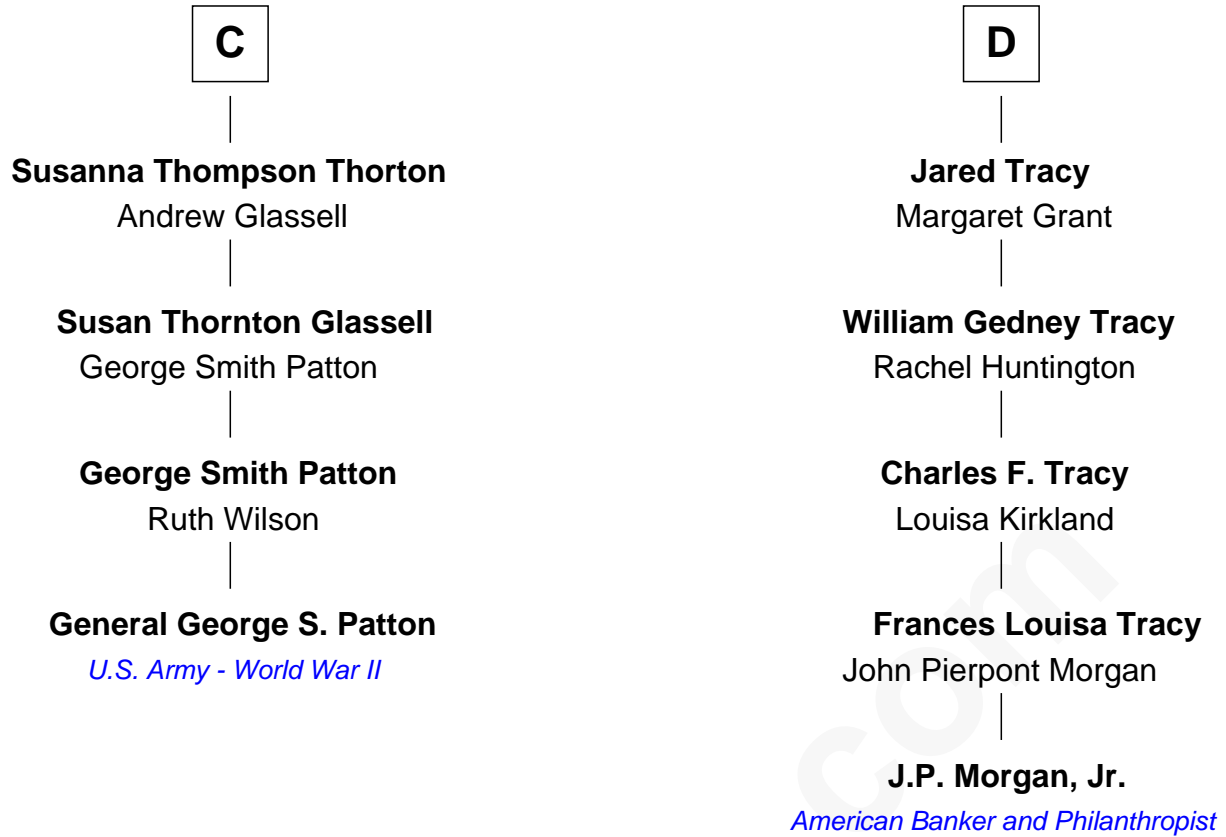 C
Susanna Thompson Thorton
Andrew Glassell
Susan Thornton Glassell
George Smith Patton
George Smith Patton
Ruth Wilson
General George S. Patton
U.S. Army - World War II
D
Jared Tracy
Margaret Grant
William Gedney Tracy
Rachel Huntington
Charles F. Tracy
Louisa Kirkland
Frances Louisa Tracy
John Pierpont Morgan
J.P. Morgan, Jr.
American Banker and Philanthropist
com